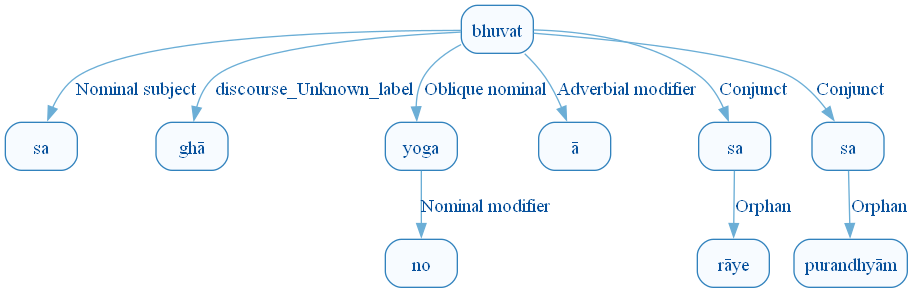 bhuvat
Nominal subject discourse_Unknown_label Oblique nominal Adverbial modifier Conjunct Conjunct
sa ghā yoga ā sa sa
Nominal modifier Orphan Orphan
no rāye purandhyām